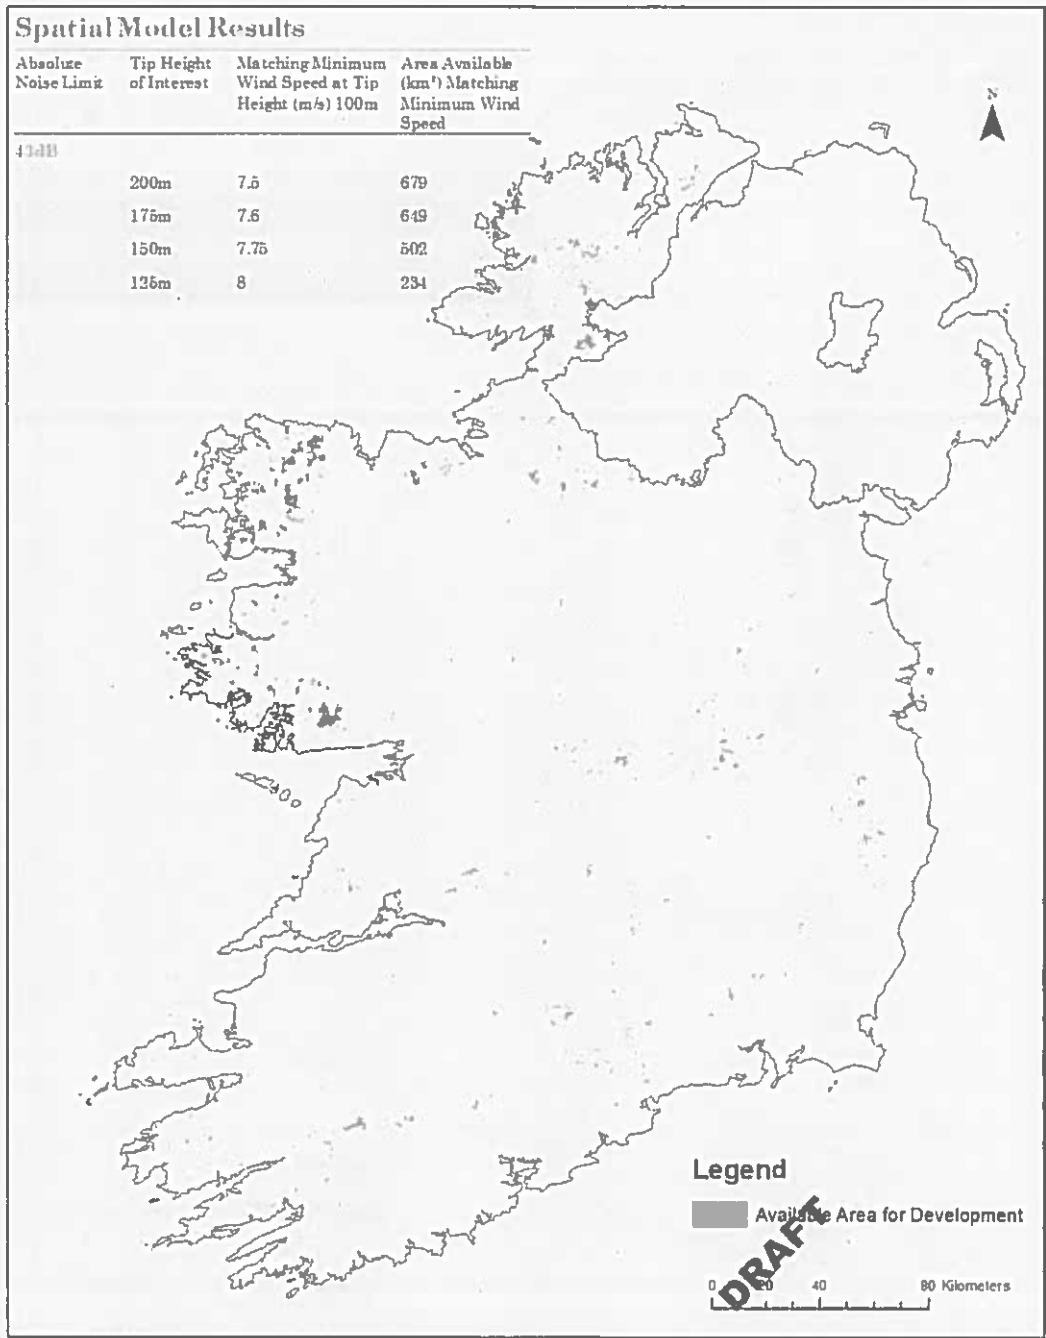 Spatial Model Results
Absolute Noise Limit Tip Height of Interest Matching Minimum Wind Speed at Tip Height (m/s) 100m Area Available (km²) Matching Minimum Wind Speed
43dB
200m 7.5 679
175m 7.6 649
150m 7.75 502
135m 8 234
N
Legend
Available Area for Development
DRAFT
0 20 40 80 Kilometers